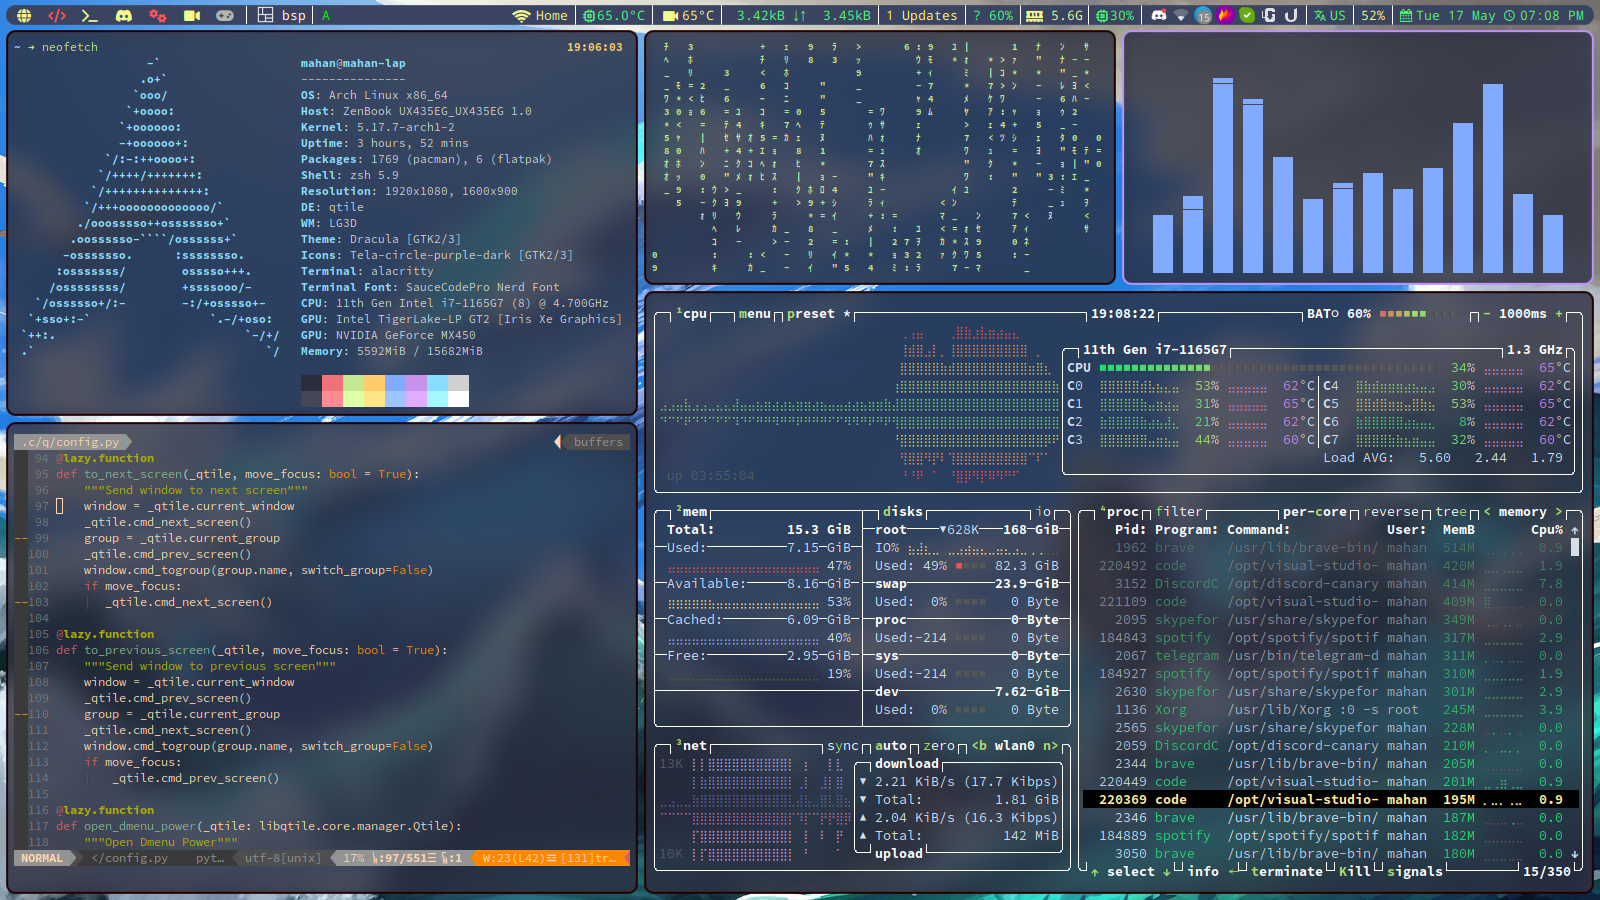 bsp A Home 65.0°C 65°C 3.42kB ↓↑ 3.45kB 1 Updates ? 60% 5.6G 30% 15 US 52% Tue 17 May 07:08 PM
~ → neofetch 19:06:03
mahan@mahan-lap
---------------
OS: Arch Linux x86_64
Host: ZenBook UX435EG_UX435EG 1.0
Kernel: 5.17.7-arch1-2
Uptime: 3 hours, 52 mins
Packages: 1769 (pacman), 6 (flatpak)
Shell: zsh 5.9
Resolution: 1920x1080, 1600x900
DE: qtile
WM: LG3D
Theme: Dracula [GTK2/3]
Icons: Tela-circle-purple-dark [GTK2/3]
Terminal: alacritty
Terminal Font: SauceCodePro Nerd Font
CPU: 11th Gen Intel i7-1165G7 (8) @ 4.700GHz
GPU: Intel TigerLake-LP GT2 [Iris Xe Graphics]
GPU: NVIDIA GeForce MX450
Memory: 5592MiB / 15682MiB
.c/q/config.py buffers
94 @lazy.function
95 def to_next_screen(_qtile, move_focus: bool = True):
96 """Send window to next screen"""
97 window = _qtile.current_window
98 _qtile.cmd_next_screen()
99 group = _qtile.current_group
100 _qtile.cmd_prev_screen()
101 window.cmd_togroup(group.name, switch_group=False)
102 if move_focus:
103 _qtile.cmd_next_screen()
104
105 @lazy.function
106 def to_previous_screen(_qtile, move_focus: bool = True):
107 """Send window to previous screen"""
108 window = _qtile.current_window
109 _qtile.cmd_prev_screen()
110 group = _qtile.current_group
111 _qtile.cmd_next_screen()
112 window.cmd_togroup(group.name, switch_group=False)
113 if move_focus:
114 _qtile.cmd_prev_screen()
115
116 @lazy.function
117 def open_dmenu_power(_qtile: libqtile.core.manager.Qtile):
118 """Open Dmenu Power"""
NORMAL </config.py pyt… utf-8[unix] 17% :97/551 :1 W:23(L42) [131]tr…
¹cpu menu preset * 19:08:22 BAT 60% - 1000ms +
11th Gen i7-1165G7 1.3 GHz
CPU 34% 65°C
C0 53% 62°C C4 30% 62°C
C1 31% 65°C C5 53% 65°C
C2 21% 62°C C6 8% 62°C
C3 44% 60°C C7 32% 60°C
Load AVG: 5.60 2.44 1.79
up 03:55:04
²mem disks io
Total: 15.3 GiB
Used: 7.15 GiB
47%
Available: 8.16 GiB
53%
Cached: 6.09 GiB
40%
Free: 2.95 GiB
19%
root ▼628K 168 GiB
IO%
Used: 49% 82.3 GiB
swap 23.9 GiB
Used: 0% 0 Byte
proc 0 Byte
Used:-214 0 Byte
sys 0 Byte
Used:-214 0 Byte
dev 7.62 GiB
Used: 0% 0 Byte
³net sync auto zero <b wlan0 n>
13K
download
▼ 2.21 KiB/s (17.7 Kibps)
▼ Total: 1.81 GiB
▲ 2.04 KiB/s (16.3 Kibps)
▲ Total: 142 MiB
upload
10K
⁴proc filter per-core reverse tree < memory >
Pid: Program: Command: User: MemB Cpu% ↑
1962 brave /usr/lib/brave-bin/ mahan 514M 0.9
220492 code /opt/visual-studio- mahan 420M 1.9
3152 DiscordC /opt/discord-canary mahan 414M 7.8
221109 code /opt/visual-studio- mahan 409M 0.0
2095 skypefor /usr/share/skypefor mahan 349M 0.0
184843 spotify /opt/spotify/spotif mahan 317M 2.9
2067 telegram /usr/bin/telegram-d mahan 311M 0.0
184927 spotify /opt/spotify/spotif mahan 310M 1.9
2630 skypefor /usr/share/skypefor mahan 301M 2.9
1136 Xorg /usr/lib/Xorg :0 -s root 245M 3.9
2565 skypefor /usr/share/skypefor mahan 228M 0.0
2059 DiscordC /opt/discord-canary mahan 210M 0.0
2344 brave /usr/lib/brave-bin/ mahan 205M 0.0
220449 code /opt/visual-studio- mahan 201M 0.9
220369 code /opt/visual-studio- mahan 195M 0.9
2346 brave /usr/lib/brave-bin/ mahan 187M 0.0
184889 spotify /opt/spotify/spotif mahan 182M 0.0
3050 brave /usr/lib/brave-bin/ mahan 180M 0.0 ↓
↑ select ↓ info ↵ terminate Kill signals 15/350